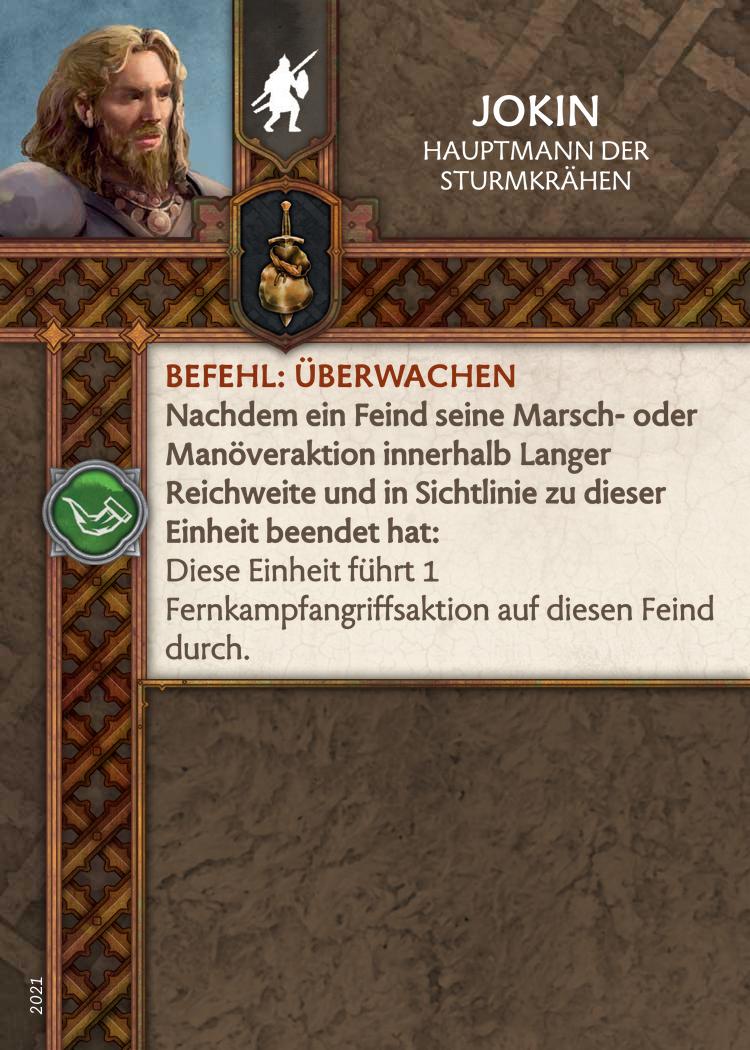 JOKIN
HAUPTMANN DER
STURMKRÄHEN
BEFEHL: ÜBERWACHEN
Nachdem ein Feind seine Marsch- oder
Manöveraktion innerhalb Langer
Reichweite und in Sichtlinie zu dieser
Einheit beendet hat:
Diese Einheit führt 1
Fernkampfangriffsaktion auf diesen Feind
durch.
2021